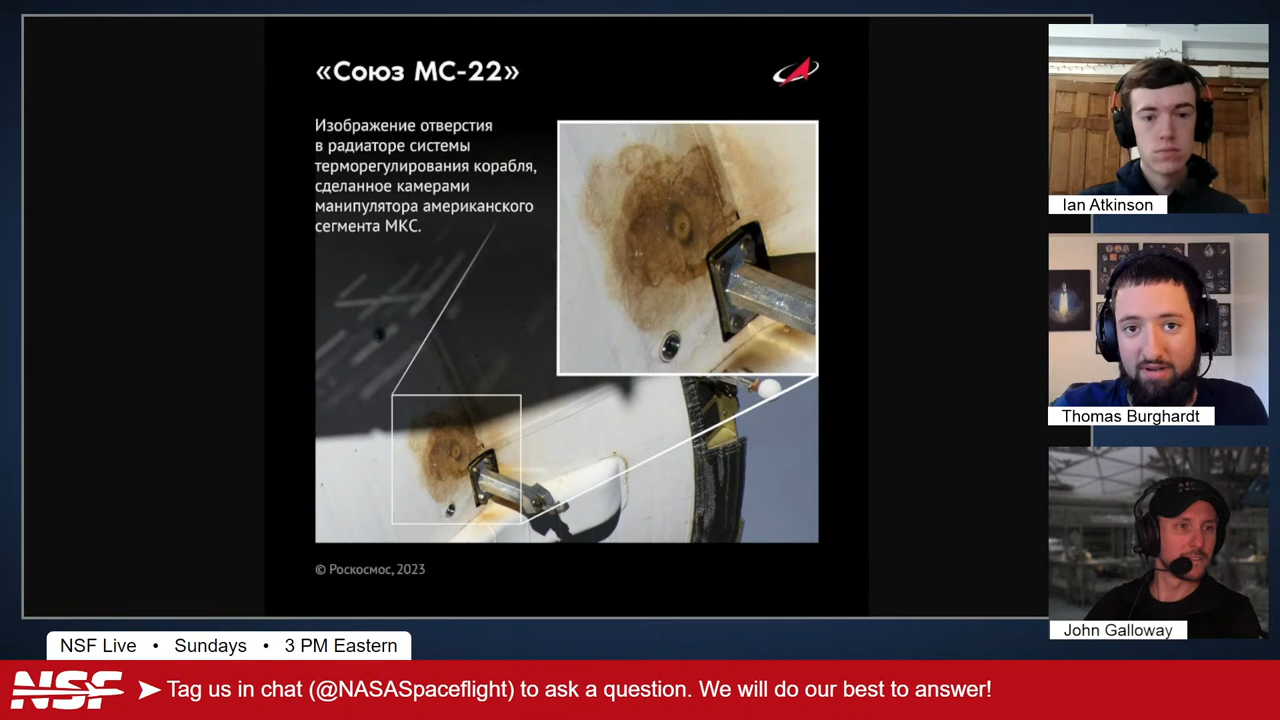 «Союз МС-22»
Изображение отверстия
в радиаторе системы
терморегулирования корабля,
сделанное камерами
манипулятора американского
сегмента МКС.
© Роскосмос, 2023
Ian Atkinson
Thomas Burghardt
John Galloway
NSF Live • Sundays • 3 PM Eastern
NSF
Tag us in chat (@NASASpaceflight) to ask a question. We will do our best to answer!